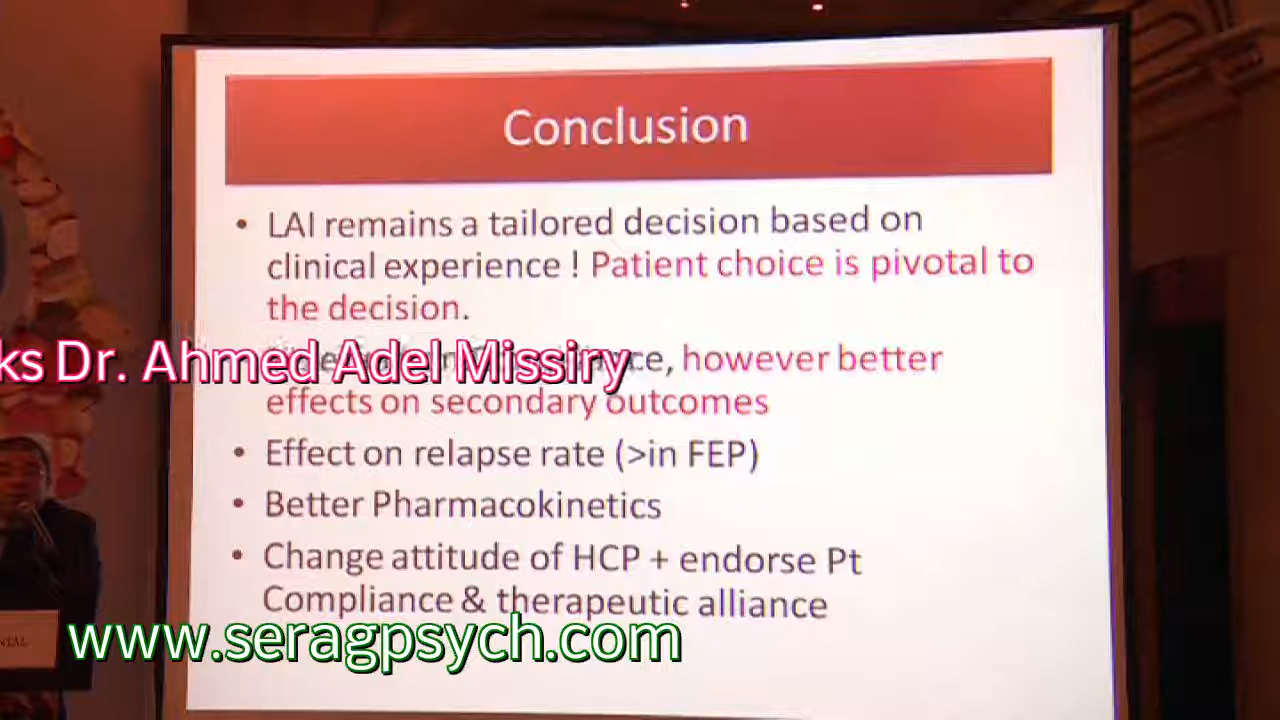 Conclusion
• LAI remains a tailored decision based on
clinical experience ! Patient choice is pivotal to
the decision.
ks Dr. Ahmed Adel Missiry
however better
effects on secondary outcomes
• Effect on relapse rate (>in FEP)
• Better Pharmacokinetics
• Change attitude of HCP + endorse Pt
Compliance & therapeutic alliance
www.seragpsych.com